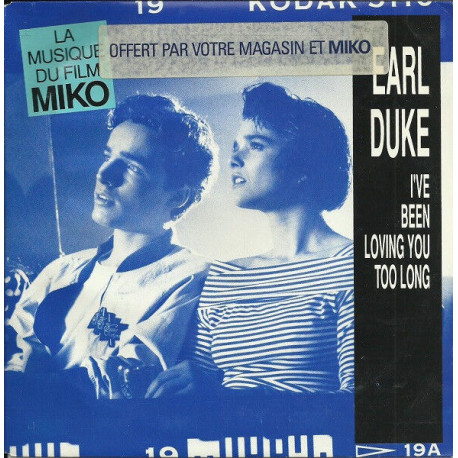 19 KODAK 5113
LA
MUSIQUE
DU FILM
MIKO
OFFERT PAR VOTRE MAGASIN ET MIKO
EARL
DUKE
I'VE
BEEN
LOVING YOU
TOO LONG
19 19A